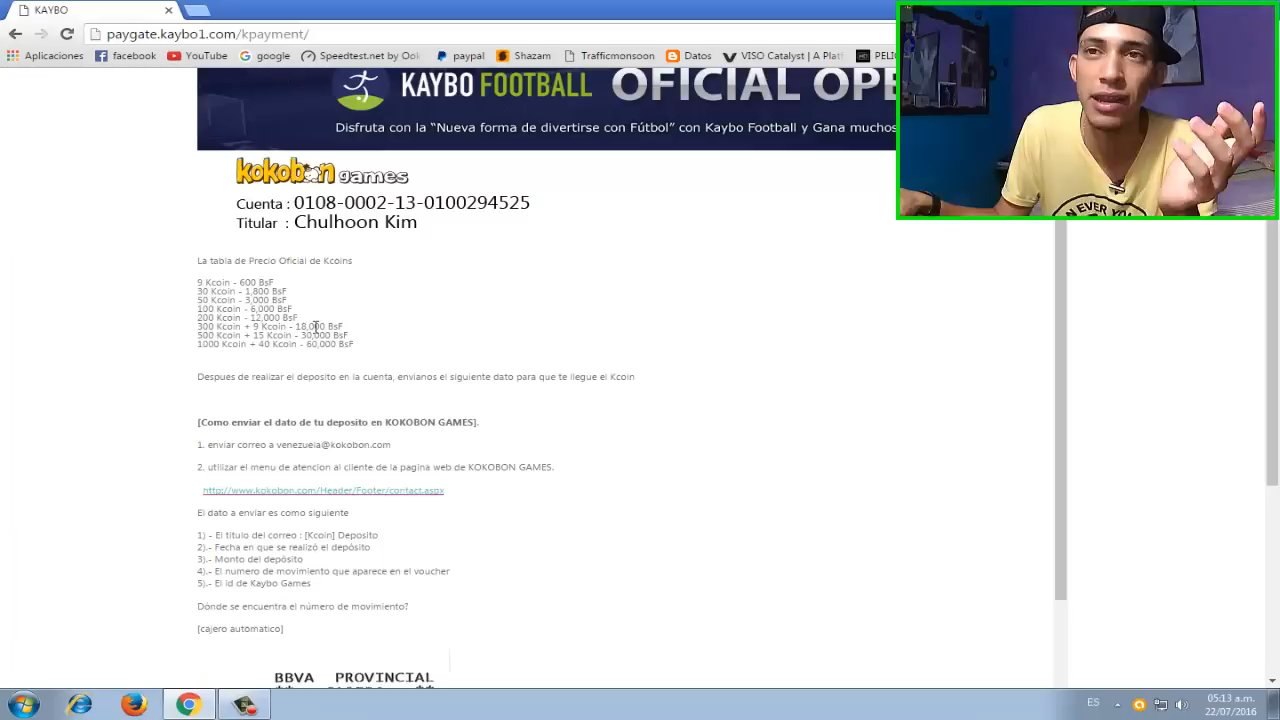 KAYBO
paygate.kaybo1.com/kpayment/
Aplicaciones facebook google Speedtest.net by O paypal Shazam Trafficmonsoon Datos VISO Catalyst | A Plati PELIC
KAYBO FOOTBALL OFICIAL OPE
Disfruta con la "Nueva forma de divertirse con Fútbol" con Kaybo Football y Gana muchos
kokobon games
Cuenta : 0108-0002-13-0100294525
Titular : Chulhoon Kim
La tabla de Precio Oficial de Kcoins
9 Kcoin - 600 BsF
30 Kcoin - 1,800 BsF
50 Kcoin - 3,000 BsF
100 Kcoin - 6,000 BsF
200 Kcoin - 12,000 BsF
300 Kcoin + 9 Kcoin - 18,000 BsF
500 Kcoin + 15 Kcoin - 30,000 BsF
1000 Kcoin + 40 Kcoin - 60,000 BsF
Despues de realizar el deposito en la cuenta, envianos el siguiente dato para que te llegue el Kcoin
[Como enviar el dato de tu deposito en KOKOBON GAMES].
1. enviar correo a venezuela@kokobon.com
2. utilizar el menu de atencion al cliente de la pagina web de KOKOBON GAMES.
http://www.kokobon.com/Header/Footer/contact.aspx
El dato a enviar es como siguiente
1) - El titulo del correo : [Kcoin] Deposito
2).- Fecha en que se realizó el depósito
3).- Monto del depósito
4).- El numero de movimiento que aparece en el voucher
5).- El id de Kaybo Games
Dónde se encuentra el número de movimiento?
[cajero automatico]
BBVA PROVINCIAL
ES
05:13 a.m.
22/07/2016